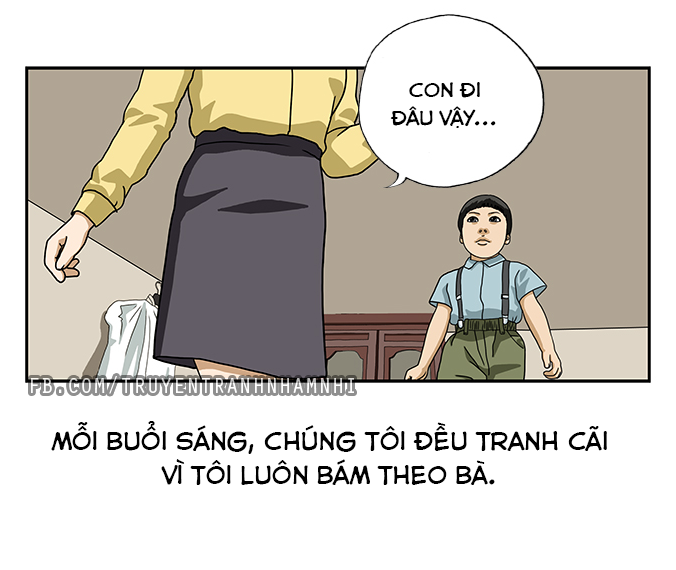 CON ĐI
ĐÂU VẬY...
FB.COM/TRUYENTRANHNHAMNHI
MỖI BUỔI SÁNG, CHÚNG TÔI ĐỀU TRANH CÃI
VÌ TÔI LUÔN BÁM THEO BÀ.